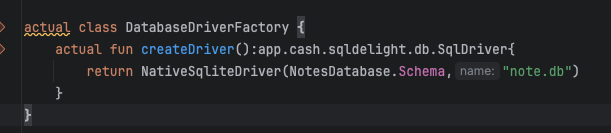 actual class DatabaseDriverFactory {
actual fun createDriver():app.cash.sqldelight.db.SqlDriver{
return NativeSqliteDriver(NotesDatabase.Schema, name: "note.db")
}
}